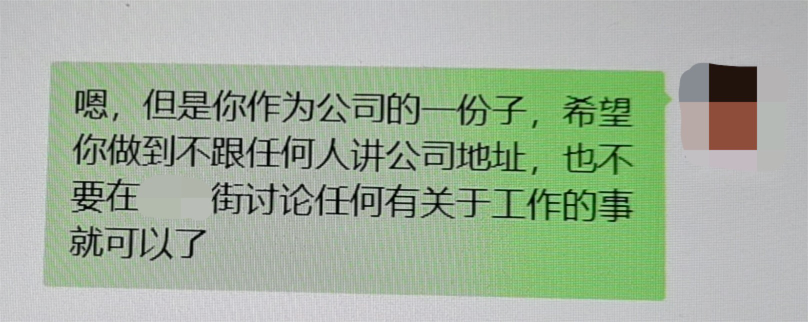 嗯，但是你作为公司的一份子，希望
你做到不跟任何人讲公司地址，也不
要在 街讨论任何有关于工作的事
就可以了